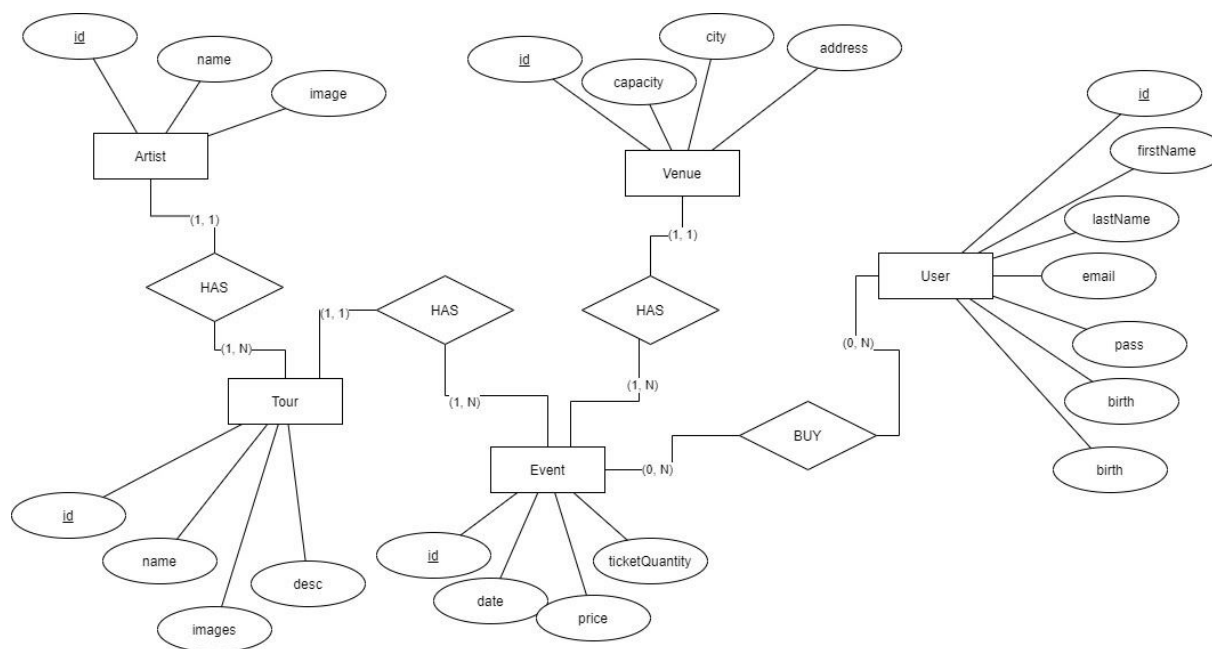 id
name
image
Artist
(1, 1)
HAS
(1, N)
Tour
id
name
images
desc
(1, 1)
HAS
(1, N)
id
capacity
city
address
Venue
(1, 1)
HAS
(1, N)
Event
id
date
price
ticketQuantity
(0, N)
BUY
(0, N)
User
id
firstName
lastName
email
pass
birth
birth